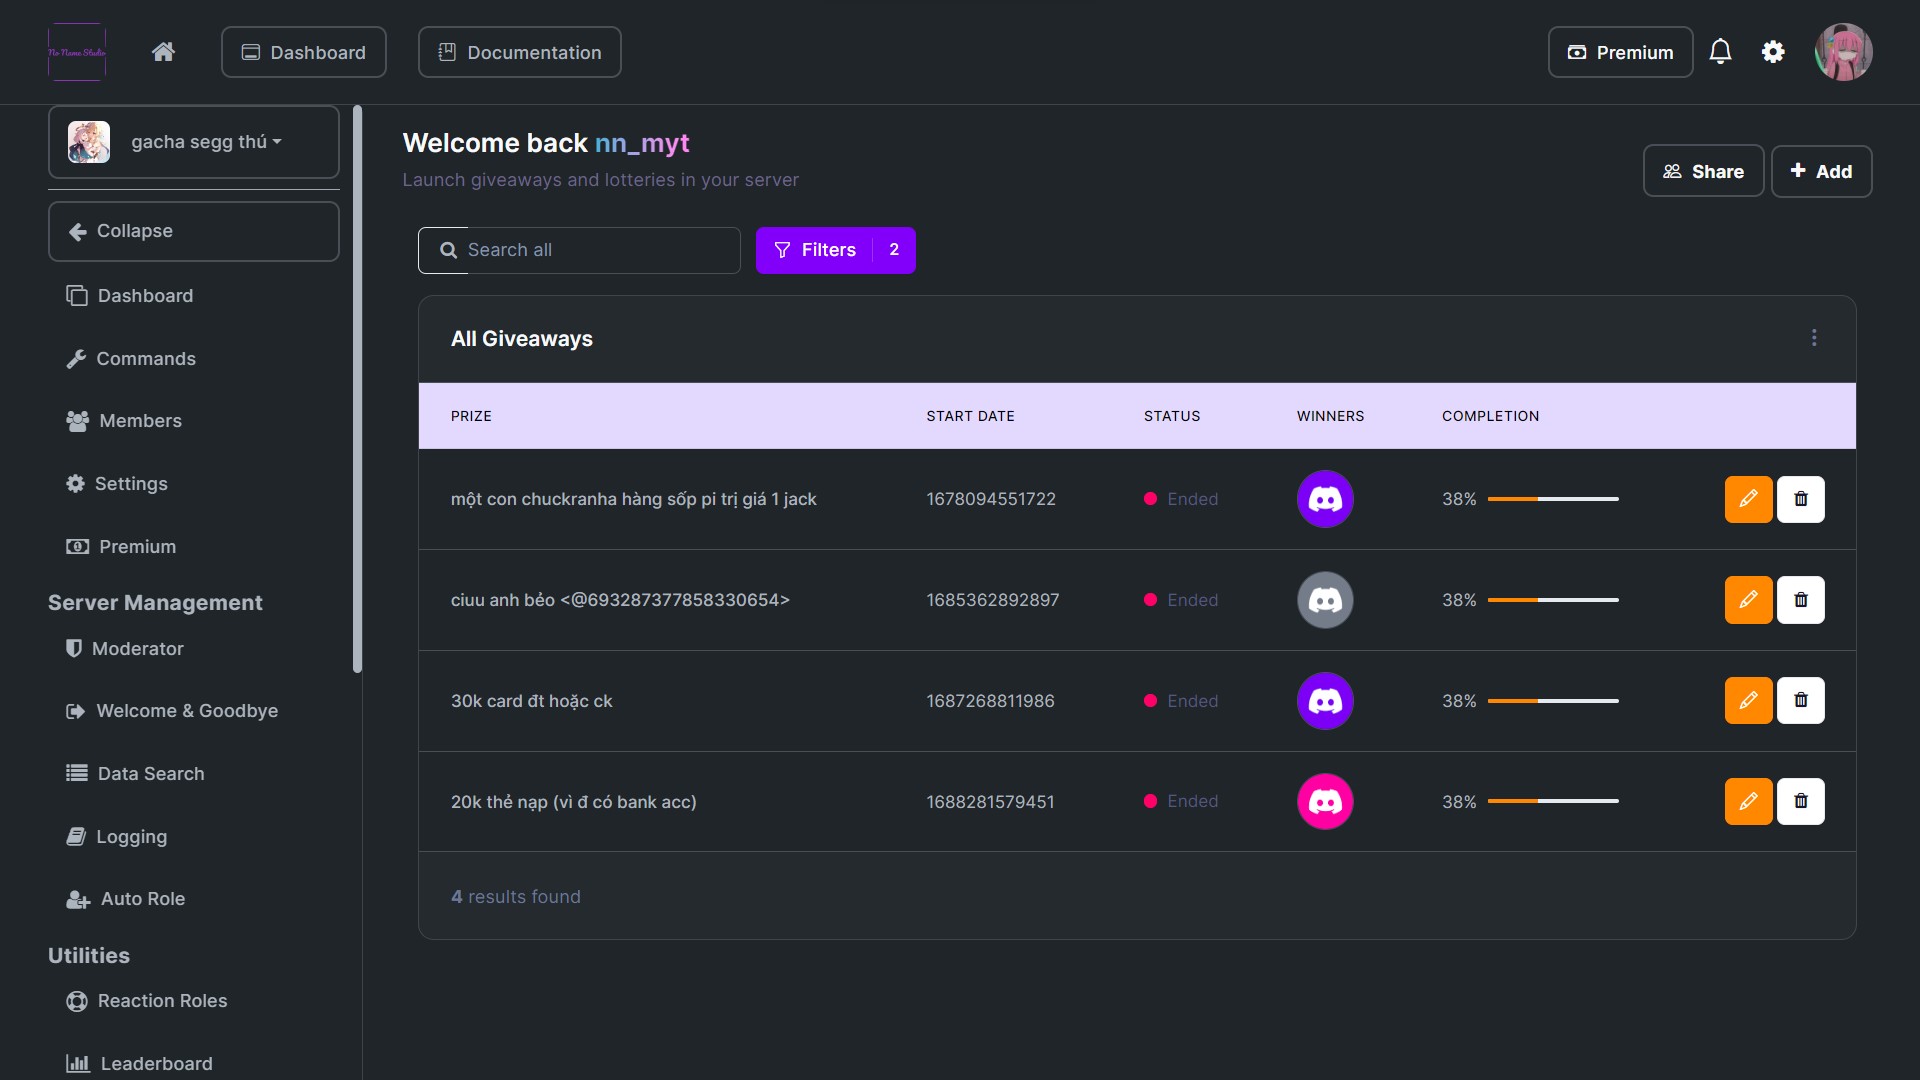 No Name Studio
Dashboard
Documentation
Premium
gacha segg thú
Welcome back nn_myt
Launch giveaways and lotteries in your server
Share
Add
Collapse
Search all
Filters 2
Dashboard
Commands
Members
Settings
Premium
Server Management
Moderator
Welcome & Goodbye
Data Search
Logging
Auto Role
Utilities
Reaction Roles
Leaderboard
All Giveaways
PRIZE START DATE STATUS WINNERS COMPLETION
một con chuckranha hàng sốp pi trị giá 1 jack 1678094551722 Ended 38%
ciuu anh bẻo <@693287377858330654> 1685362892897 Ended 38%
30k card đt hoặc ck 1687268811986 Ended 38%
20k thẻ nạp (vì đ có bank acc) 1688281579451 Ended 38%
4 results found